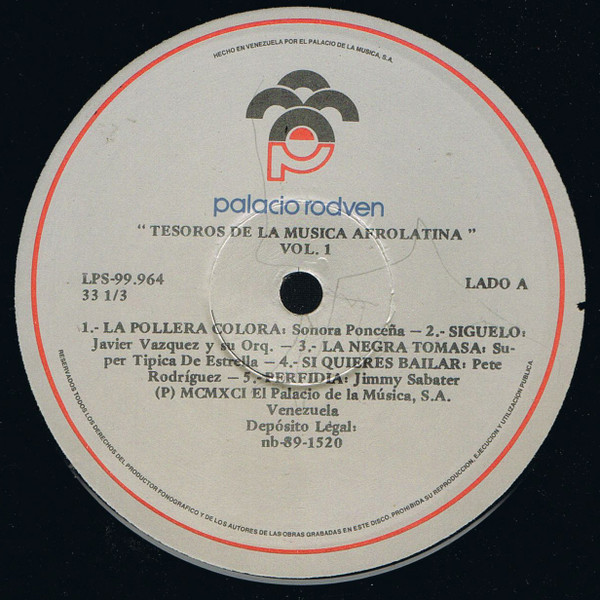 HECHO EN VENEZUELA POR EL PALACIO DE LA MUSICA, S.A.
palacio rodven
" TESOROS DE LA MUSICA AFROLATINA "
VOL. 1
LPS-99.964
33 1/3
LADO A
1.- LA POLLERA COLORA: Sonora Ponceña — 2.- SIGUELO:
Javier Vazquez y su Orq. — 3.- LA NEGRA TOMASA: Su-
per Tipica De Estrella — 4.- SI QUIERES BAILAR: Pete
Rodríguez — 5.- PERFIDIA: Jimmy Sabater
(P) MCMXCI El Palacio de la Música, S.A.
Venezuela
Depósito Legal:
nb-89-1520
RESERVADOS TODOS LOS DERECHOS DEL PRODUCTOR FONOGRAFICO Y DE LOS AUTORES DE LAS OBRAS GRABADAS EN ESTE DISCO. PROHIBIDA SU REPRODUCCION, EJECUCION Y UTILIZACION PUBLICA